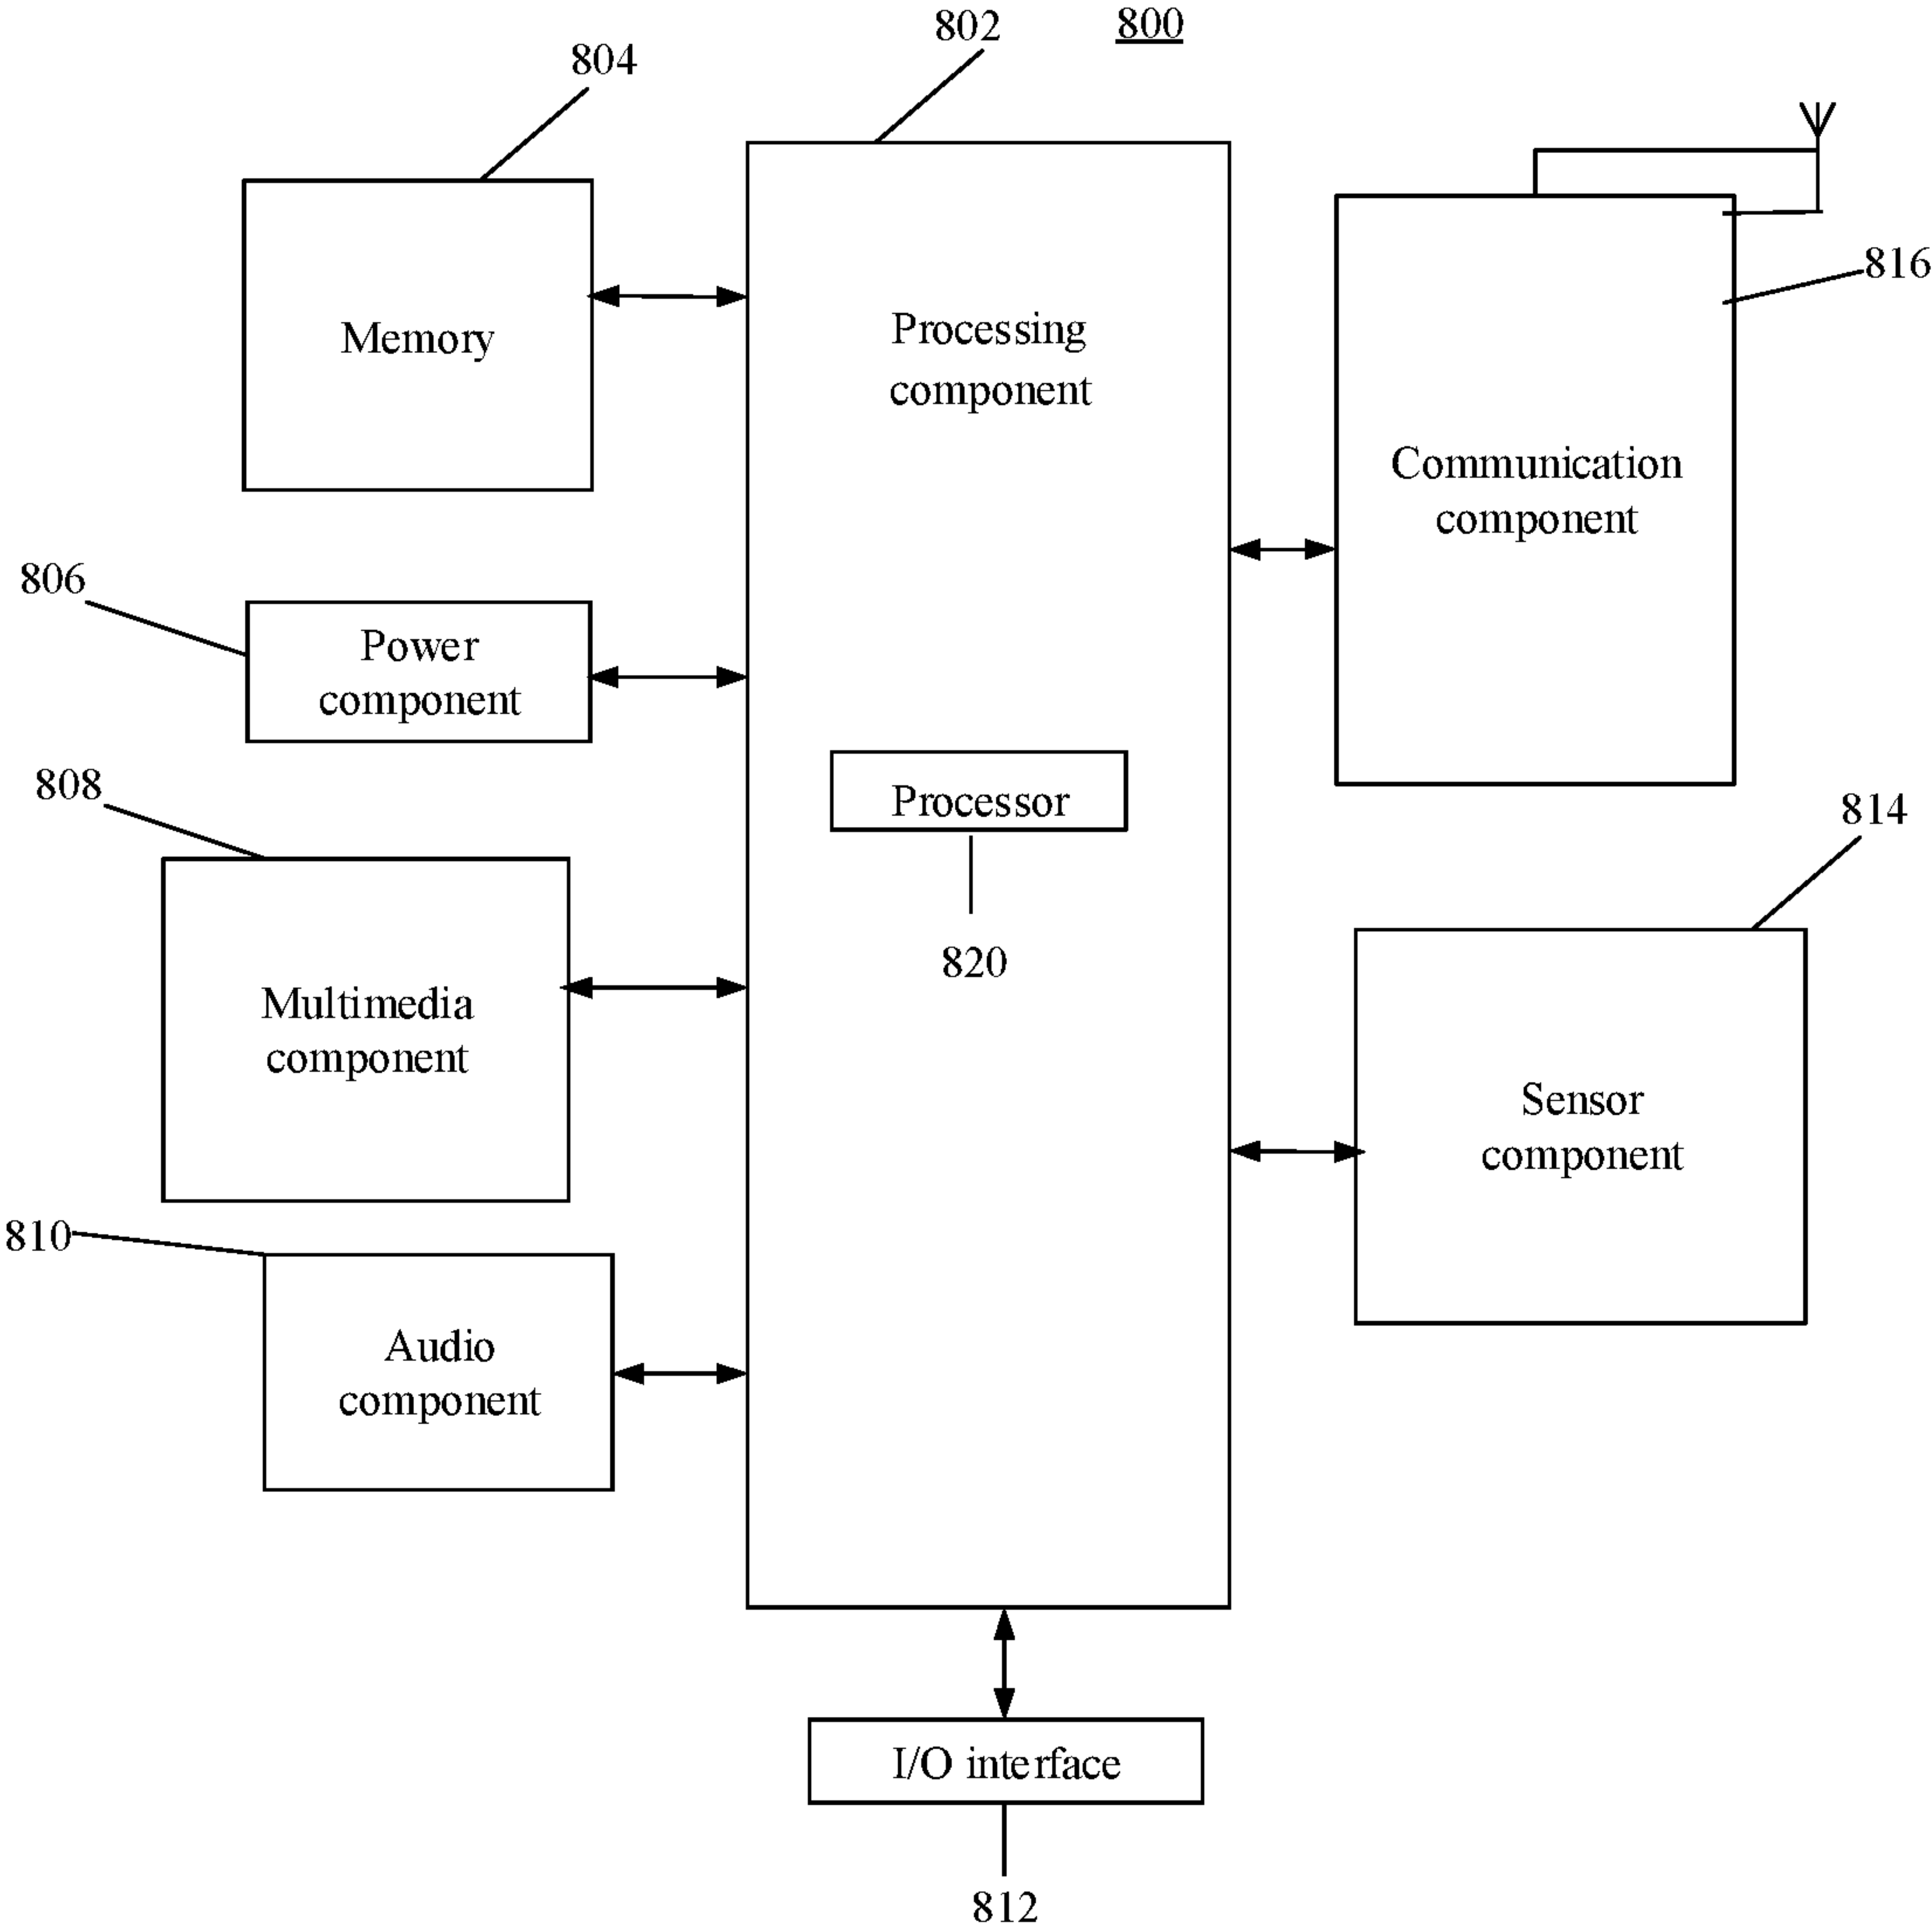 802
800
804
Memory
Processing
component
816
Communication
component
806
Power
component
808
Processor
814
820
Multimedia
component
Sensor
component
810
Audio
component
I/O interface
812